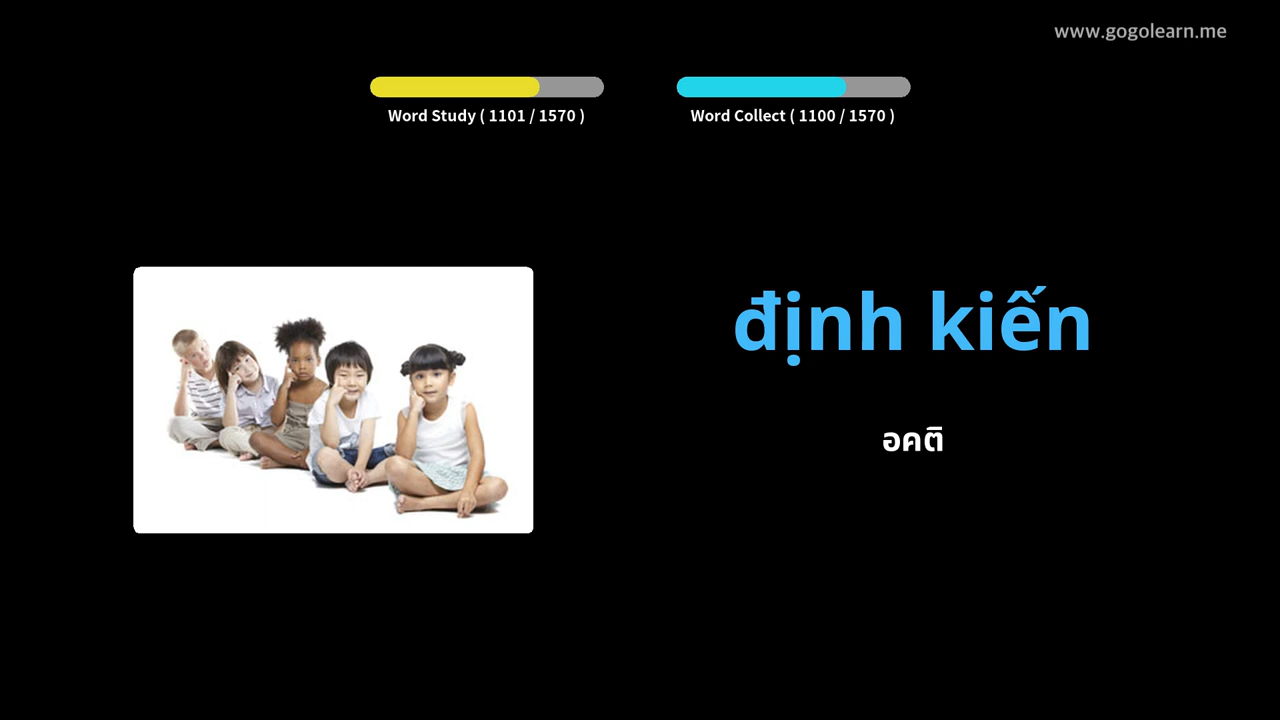 www.gogolearn.me
Word Study ( 1101 / 1570 )
Word Collect ( 1100 / 1570 )
định kiến
อคติ